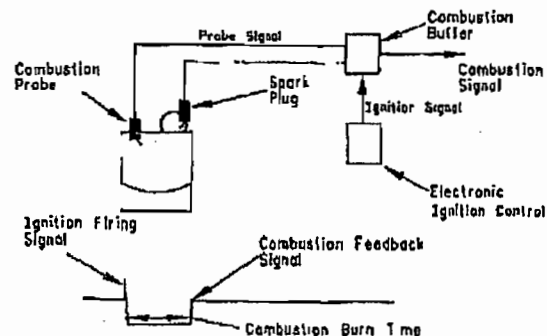 Combustion
Buffer
Probe Signal
Combustion
Signal
Combustion
Probe
Spark
Plug
Ignition Signal
Electronic
Ignition Control
Ignition Firing
Signal
Combustion Feedback
Signal
Combustion Burn Time